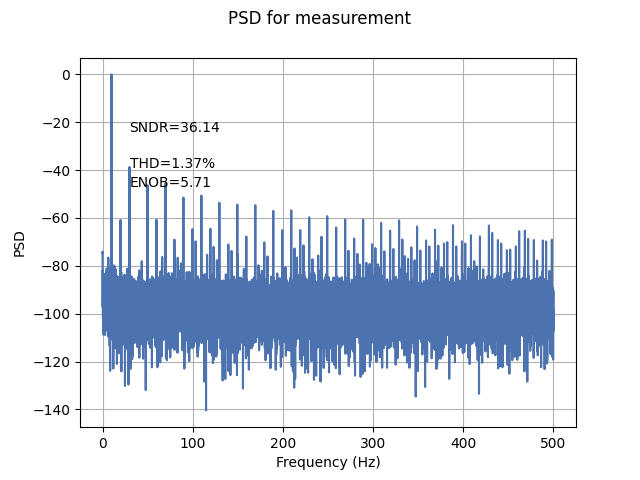 PSD for measurement
PSD
0
−20
−40
−60
−80
−100
−120
−140
SNDR=36.14
THD=1.37%
ENOB=5.71
0 100 200 300 400 500
Frequency (Hz)